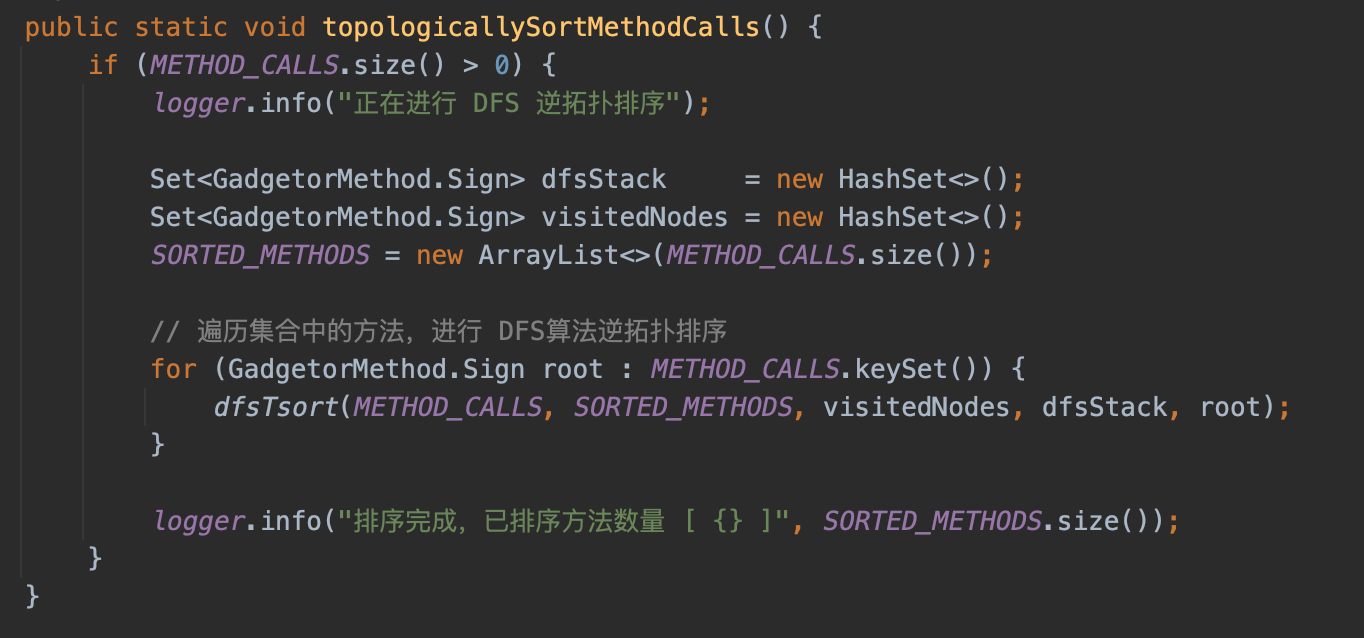 public static void topologicallySortMethodCalls() {
if (METHOD_CALLS.size() > 0) {
logger.info("正在进行 DFS 逆拓扑排序");
Set<GadgetorMethod.Sign> dfsStack     = new HashSet<>();
Set<GadgetorMethod.Sign> visitedNodes = new HashSet<>();
SORTED_METHODS = new ArrayList<>(METHOD_CALLS.size());
// 遍历集合中的方法，进行 DFS算法逆拓扑排序
for (GadgetorMethod.Sign root : METHOD_CALLS.keySet()) {
dfsTsort(METHOD_CALLS, SORTED_METHODS, visitedNodes, dfsStack, root);
}
logger.info("排序完成，已排序方法数量 [ {} ]", SORTED_METHODS.size());
}
}